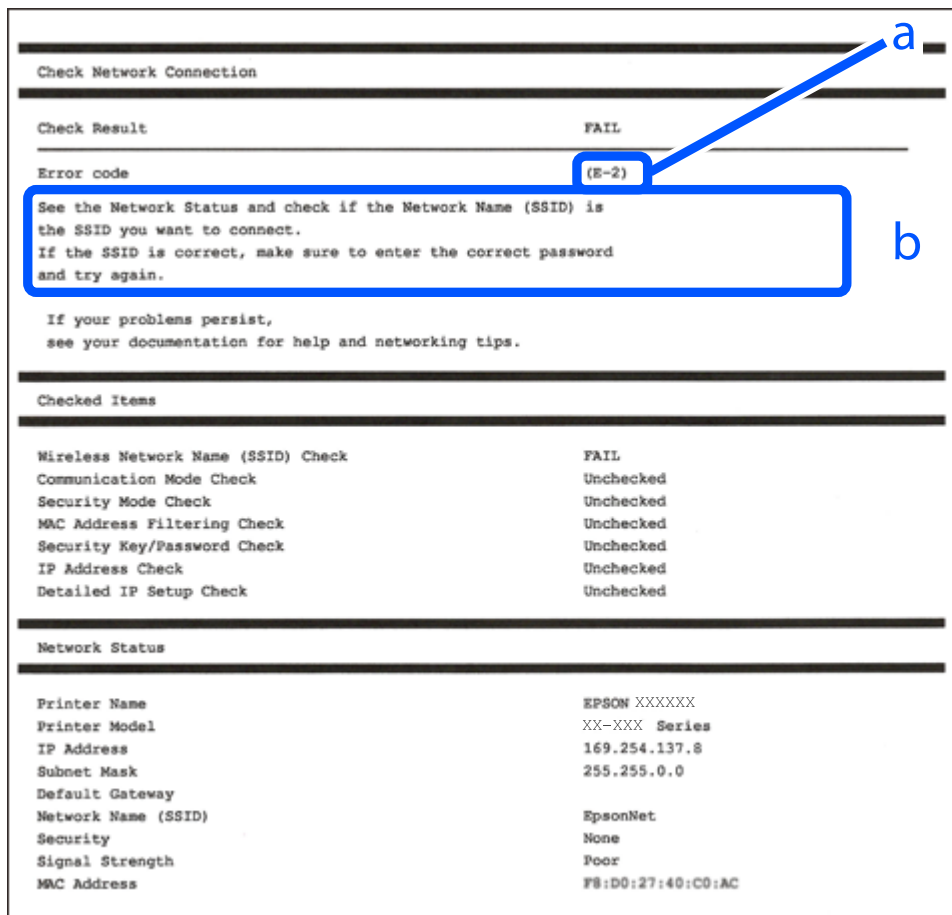 a
Check Network Connection
Check Result FAIL
Error code (E-2)
See the Network Status and check if the Network Name (SSID) is
the SSID you want to connect.
If the SSID is correct, make sure to enter the correct password
and try again.
b
If your problems persist,
see your documentation for help and networking tips.
Checked Items
Wireless Network Name (SSID) Check FAIL
Communication Mode Check Unchecked
Security Mode Check Unchecked
MAC Address Filtering Check Unchecked
Security Key/Password Check Unchecked
IP Address Check Unchecked
Detailed IP Setup Check Unchecked
Network Status
Printer Name EPSON XXXXXX
Printer Model XX-XXX Series
IP Address 169.254.137.8
Subnet Mask 255.255.0.0
Default Gateway
Network Name (SSID) EpsonNet
Security None
Signal Strength Poor
MAC Address F8:D0:27:40:C0:AC